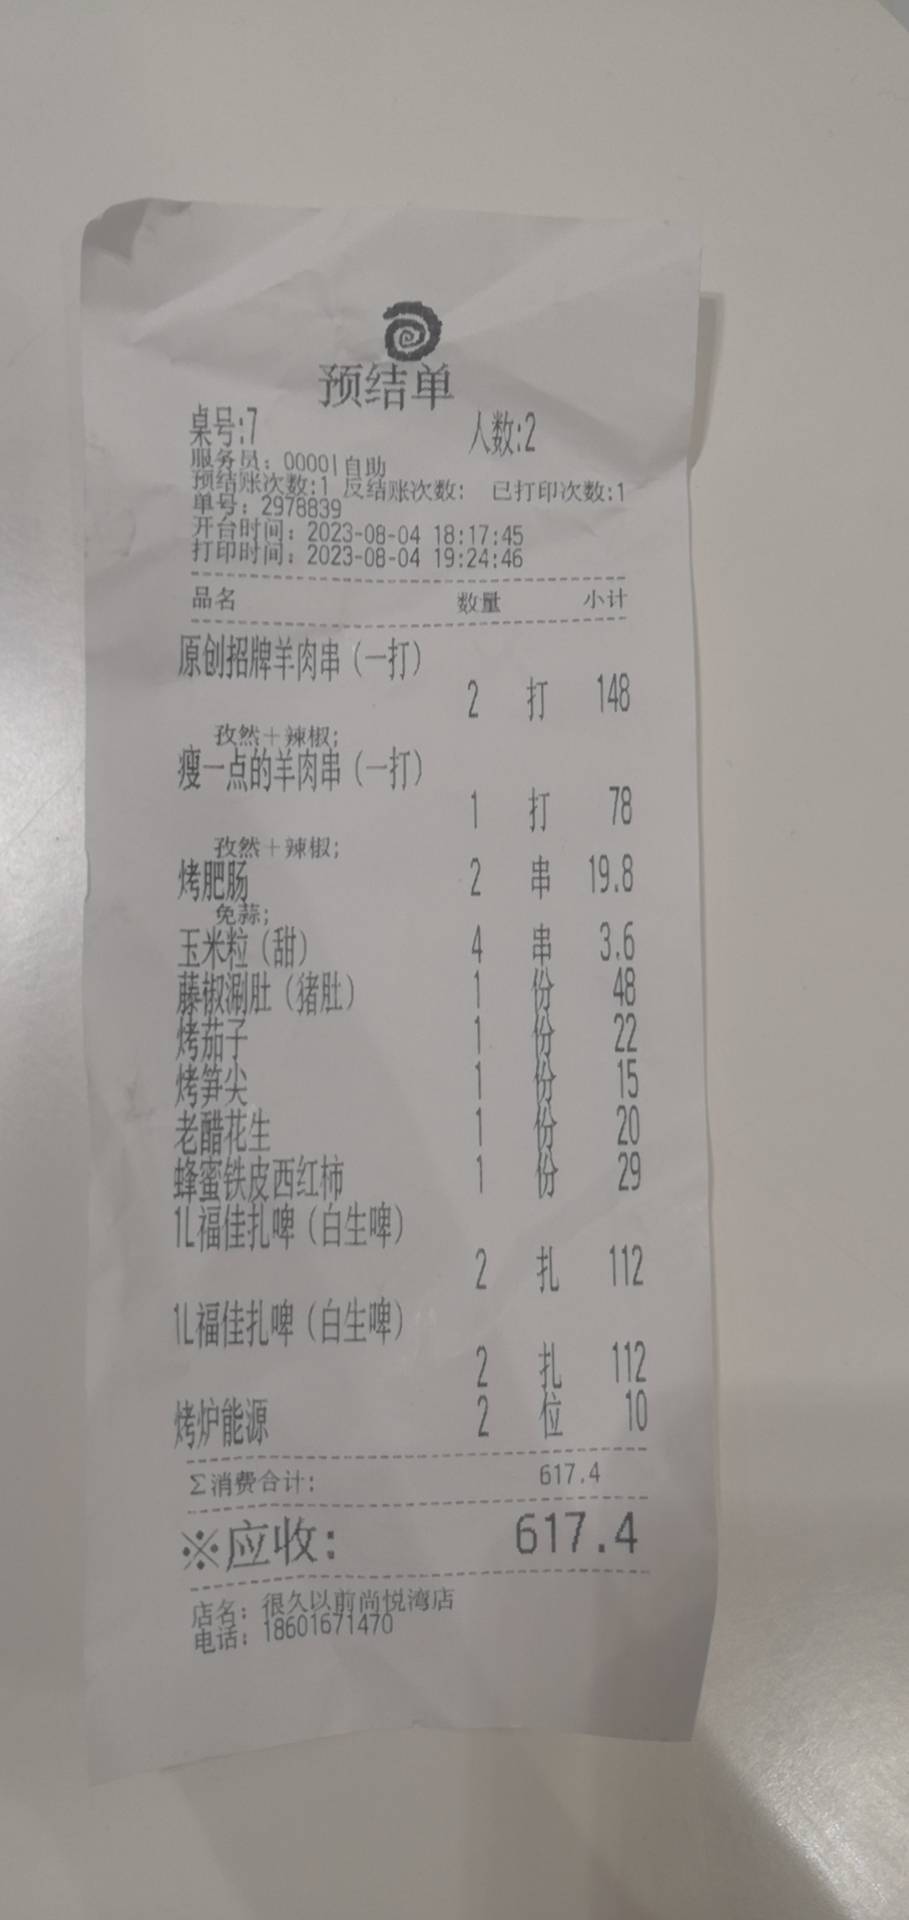 预结单
桌号:7 人数:2
服务员: 00001 自助
预结账次数:1 反结账次数: 已打印次数:1
单号: 2978839
开台时间: 2023-08-04 18:17:45
打印时间: 2023-08-04 19:24:46
品名 数量 小计
原创招牌羊肉串(一打)
2 打 148
孜然+辣椒;
瘦一点的羊肉串(一打)
1 打 78
孜然+辣椒;
烤肥肠 2 串 19.8
免蒜;
玉米粒(甜) 4 串 3.6
藤椒涮肚(猪肚) 1 份 48
烤茄子 1 份 22
烤笋尖 1 份 15
老醋花生 1 份 20
蜂蜜铁皮西红柿 1 份 29
1L福佳扎啤(白生啤)
2 扎 112
1L福佳扎啤(白生啤)
2 扎 112
烤炉能源 2 位 10
Σ消费合计: 617.4
※应收: 617.4
店名: 很久以前尚悦湾店
电话: 18601671470